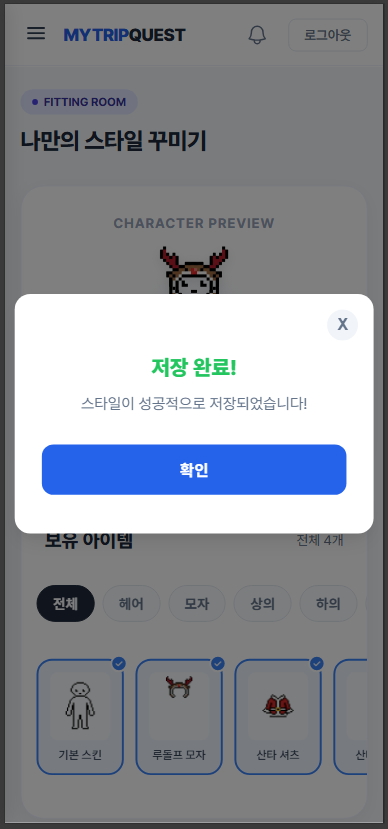 MYTRIPQUEST
로그아웃
FITTING ROOM
나만의 스타일 꾸미기
CHARACTER PREVIEW
X
저장 완료!
스타일이 성공적으로 저장되었습니다!
확인
보유 아이템
전체 4개
전체
헤어
모자
상의
하의
기본 스킨
루돌프 모자
산타 셔츠